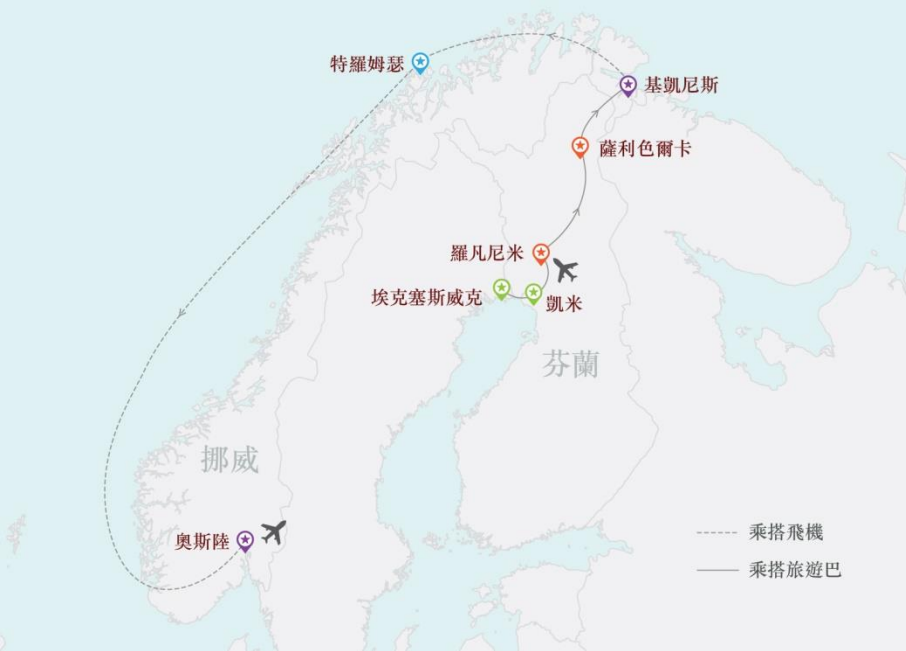 特羅姆瑟
基凱尼斯
薩利色爾卡
羅凡尼米
埃克塞斯威克
凱米
芬蘭
挪威
奧斯陸
乘搭飛機
乘搭旅遊巴